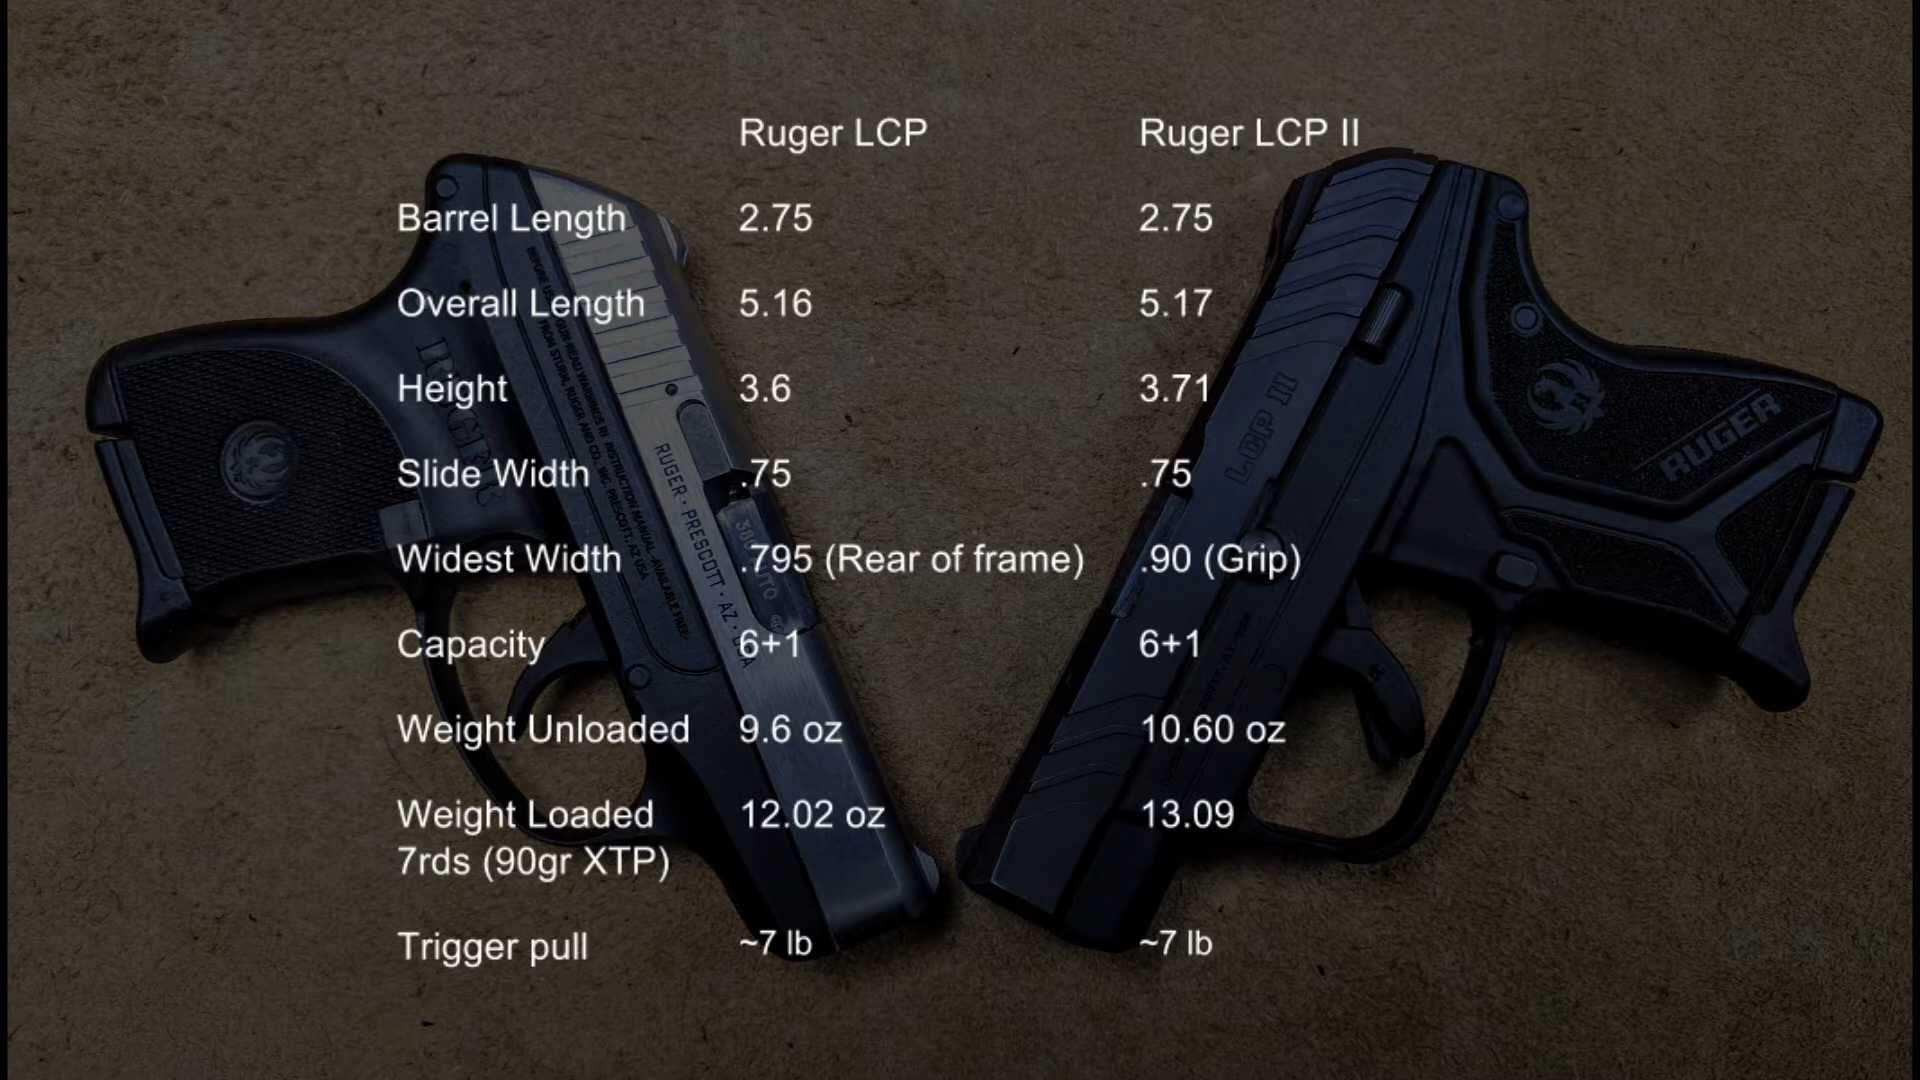 Ruger LCP Ruger LCP II
Barrel Length 2.75 2.75
Overall Length 5.16 5.17
Height 3.6 3.71
Slide Width .75 .75
Widest Width .795 (Rear of frame) .90 (Grip)
Capacity 6+1 6+1
Weight Unloaded 9.6 oz 10.60 oz
Weight Loaded 12.02 oz 13.09
7rds (90gr XTP)
Trigger pull ~7 lb ~7 lb
RUGER
RUGER · PRESCOTT · AZ · USA
LCP II
RUGER